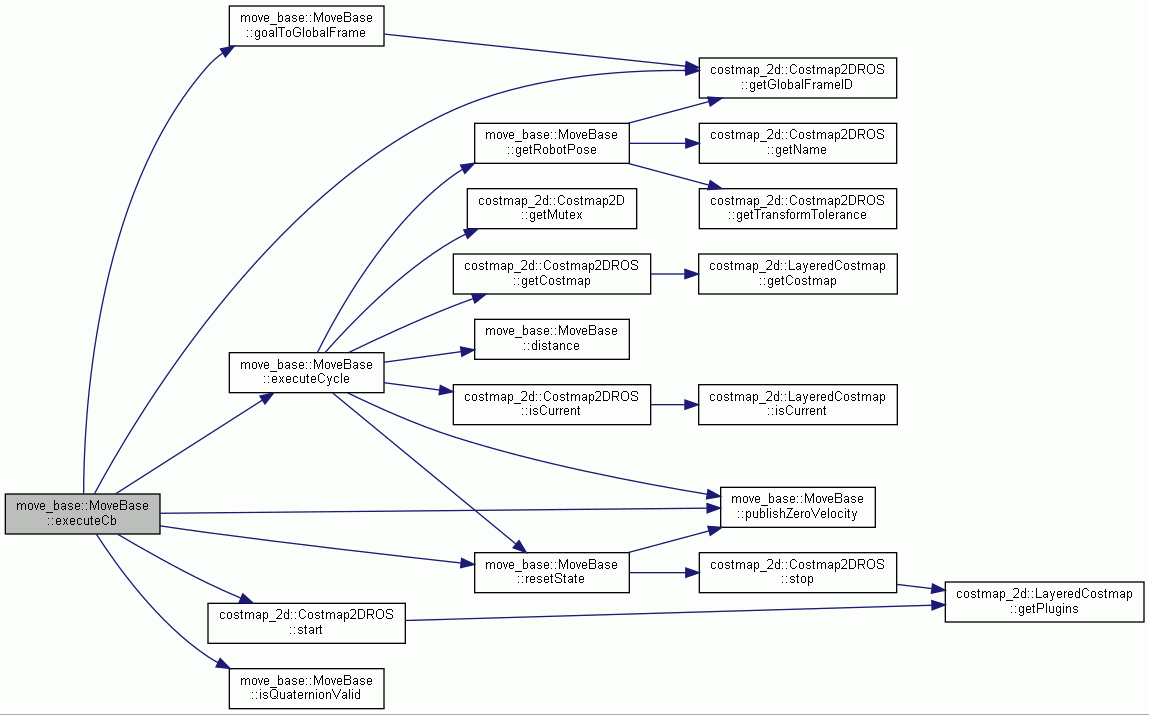 move_base::MoveBase
::goalToGlobalFrame
costmap_2d::Costmap2DROS
::getGlobalFrameID
move_base::MoveBase
::getRobotPose
costmap_2d::Costmap2DROS
::getName
costmap_2d::Costmap2D
::getMutex
costmap_2d::Costmap2DROS
::getTransformTolerance
costmap_2d::Costmap2DROS
::getCostmap
costmap_2d::LayeredCostmap
::getCostmap
move_base::MoveBase
::distance
move_base::MoveBase
::executeCycle
costmap_2d::Costmap2DROS
::isCurrent
costmap_2d::LayeredCostmap
::isCurrent
move_base::MoveBase
::executeCb
move_base::MoveBase
::publishZeroVelocity
move_base::MoveBase
::resetState
costmap_2d::Costmap2DROS
::stop
costmap_2d::LayeredCostmap
::getPlugins
costmap_2d::Costmap2DROS
::start
move_base::MoveBase
::isQuaternionValid